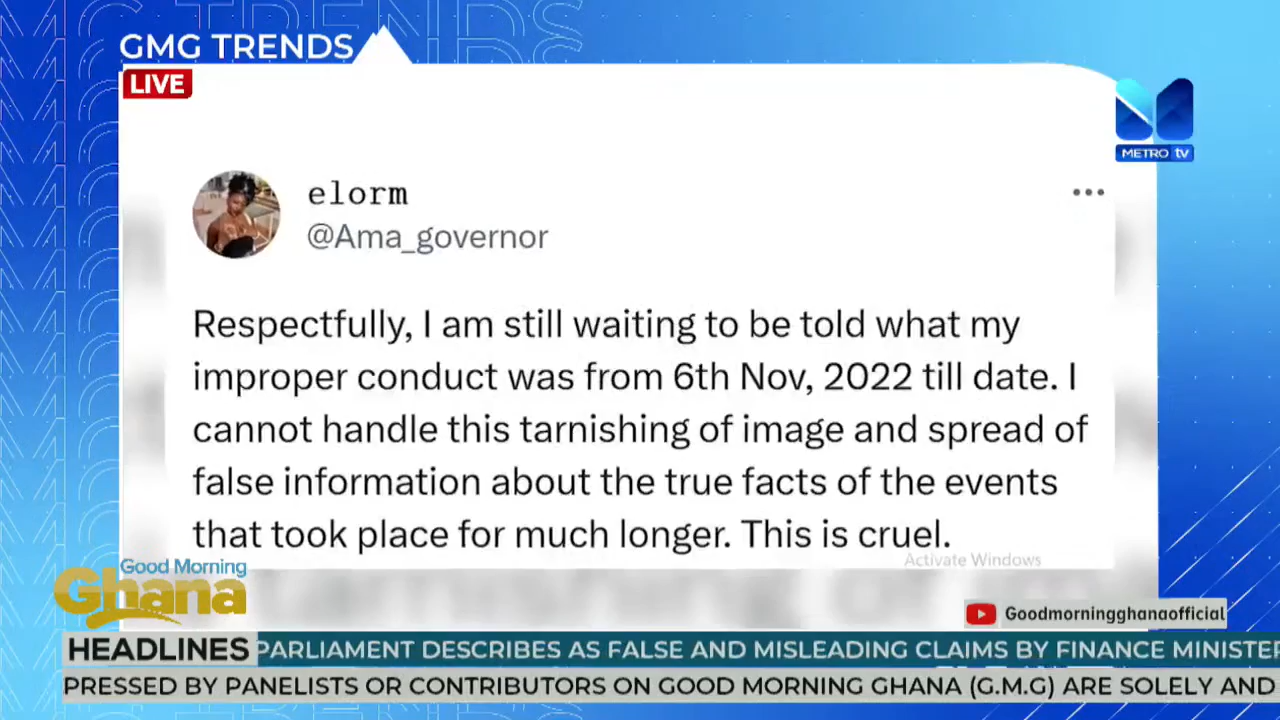 GMG TRENDS
LIVE
METRO tv
elorm
@Ama_governor
Respectfully, I am still waiting to be told what my
improper conduct was from 6th Nov, 2022 till date. I
cannot handle this tarnishing of image and spread of
false information about the true facts of the events
that took place for much longer. This is cruel.
Activate Windows
Good Morning
Ghana
Goodmorningghanaofficial
HEADLINES
PARLIAMENT DESCRIBES AS FALSE AND MISLEADING CLAIMS BY FINANCE MINISTER
PRESSED BY PANELISTS OR CONTRIBUTORS ON GOOD MORNING GHANA (G.M.G) ARE SOLELY AND